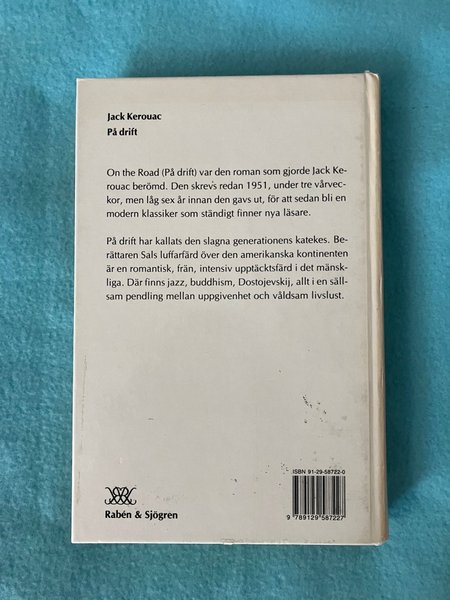 Jack Kerouac
På drift
On the Road (På drift) var den roman som gjorde Jack Ke-
rouac berömd. Den skrevs redan 1951, under tre vårvec-
kor, men låg sex år innan den gavs ut, för att sedan bli en
modern klassiker som ständigt finner nya läsare.
På drift har kallats den slagna generationens katekes. Be-
rättaren Sals luffarfärd över den amerikanska kontinenten
är en romantisk, från, intensiv upptäcktsfärd i det mänsk-
liga. Där finns jazz, buddhism, Dostojevskij, allt i en säll-
sam pendling mellan uppgivenhet och våldsam livslust.
ISBN 91-29-58722-0
9 789129 587227
Rabén & Sjögren